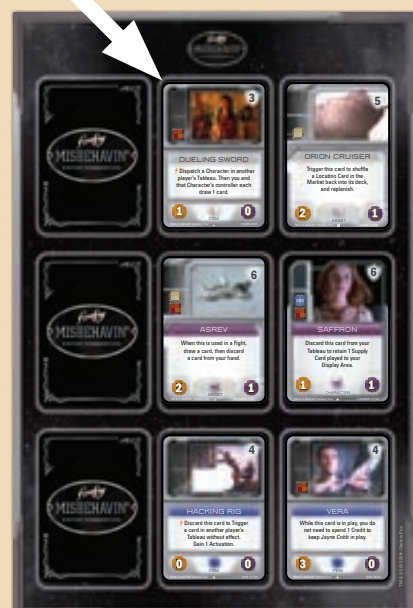 MISBEHAVIN'
Firefly
MISBEHAVIN'
3
DUELING SWORD
Dispatch a Character in another
player's Tableau. Then you and
that Character's controller each
draw 1 card.
1
ITEM
0
5
ORION CRUISER
Trigger this card to shuffle
a Location Card in the
Market back into its deck,
and replenish.
2
ASSET
1
Firefly
MISBEHAVIN'
6
ASREV
When this is used in a fight,
draw a card, then discard
a card from your hand.
2
ASSET
1
6
SAFFRON
Discard this card from your
Tableau to retain 1 Supply
Card played to your
Display Area.
1
CHARACTER
1
Firefly
MISBEHAVIN'
4
HACKING RIG
Discard this card to Trigger
a card in another player's
Tableau without effect.
Gain 1 Activation.
0
ITEM
0
4
VERA
While this card is in play, you do
not need to spend 1 Credit to
keep Jayne Cobb in play.
3
ITEM
0